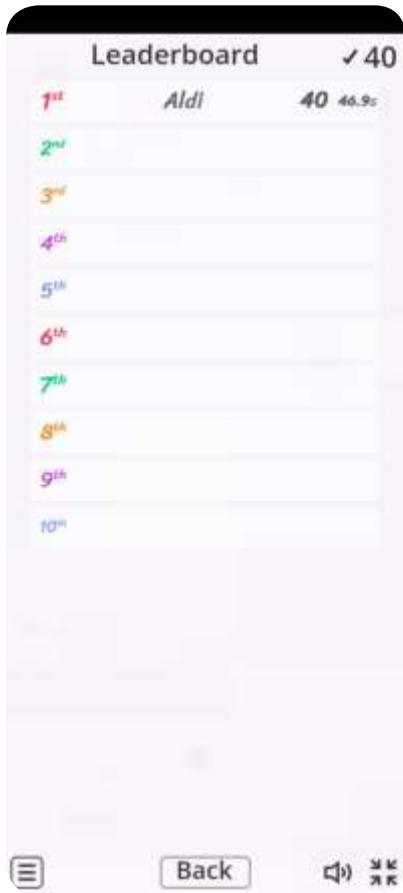 Leaderboard ✓ 40
1st Aldi 40 46.9s
2nd
3rd
4th
5th
6th
7th
8th
9th
10th
Back